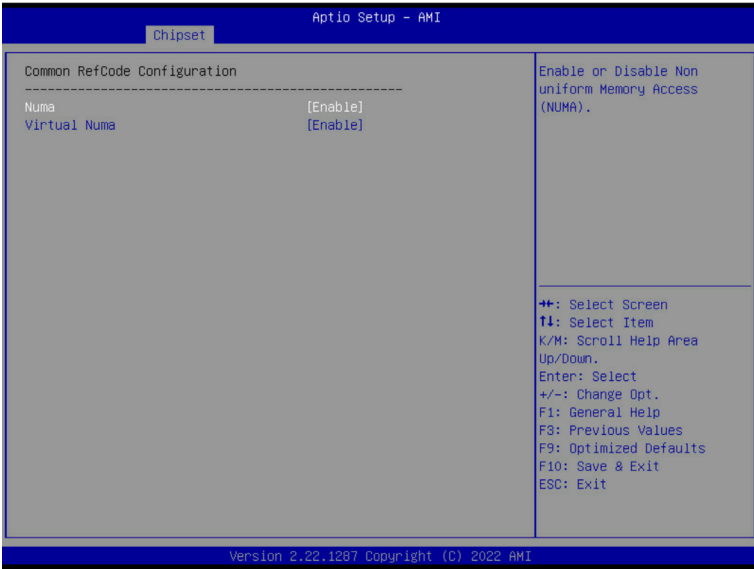 Aptio Setup – AMI
Chipset
Common RefCode Configuration
--------------------------------------------------
Numa [Enable]
Virtual Numa [Enable]
Enable or Disable Non
uniform Memory Access
(NUMA).
→←: Select Screen
↑↓: Select Item
K/M: Scroll Help Area
Up/Down.
Enter: Select
+/-: Change Opt.
F1: General Help
F3: Previous Values
F9: Optimized Defaults
F10: Save & Exit
ESC: Exit
Version 2.22.1287 Copyright (C) 2022 AMI